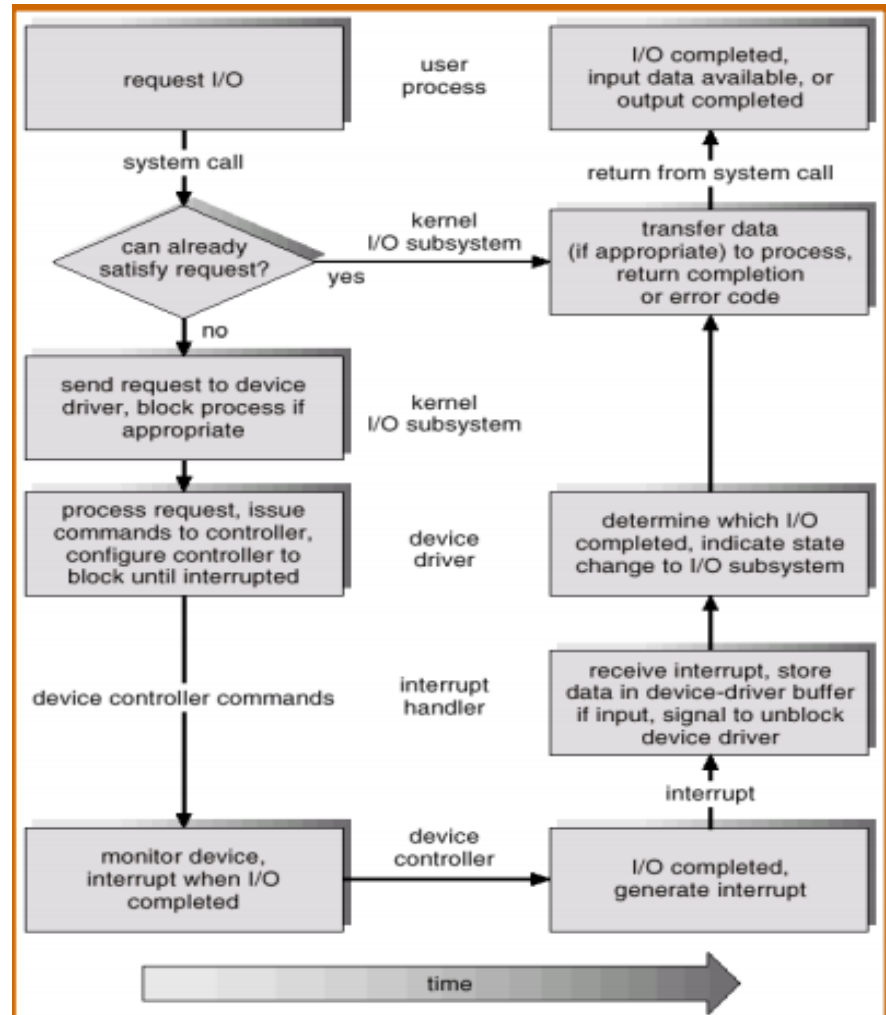 request I/O
user
process
I/O completed,
input data available, or
output completed
system call
return from system call
can already
satisfy request?
kernel
I/O subsystem
yes
transfer data
(if appropriate) to process,
return completion
or error code
no
send request to device
driver, block process if
appropriate
kernel
I/O subsystem
process request, issue
commands to controller,
configure controller to
block until interrupted
device
driver
determine which I/O
completed, indicate state
change to I/O subsystem
device controller commands
interrupt
handler
receive interrupt, store
data in device-driver buffer
if input, signal to unblock
device driver
interrupt
monitor device,
interrupt when I/O
completed
device
controller
I/O completed,
generate interrupt
time